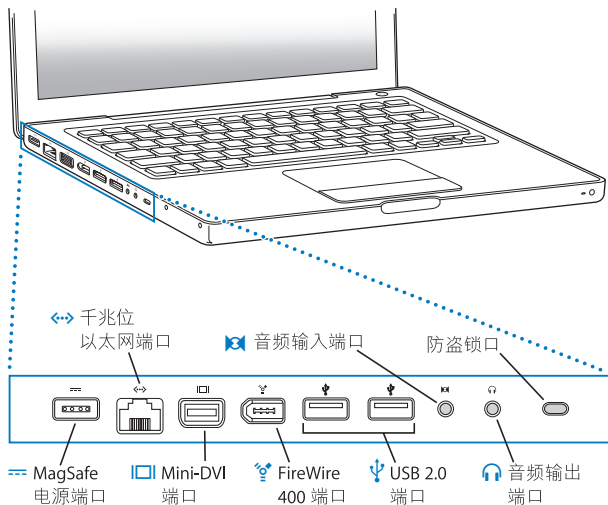 千兆位
以太网端口
音频输入端口
防盗锁口
MagSafe
电源端口
Mini-DVI
端口
FireWire
400 端口
USB 2.0
端口
音频输出
端口